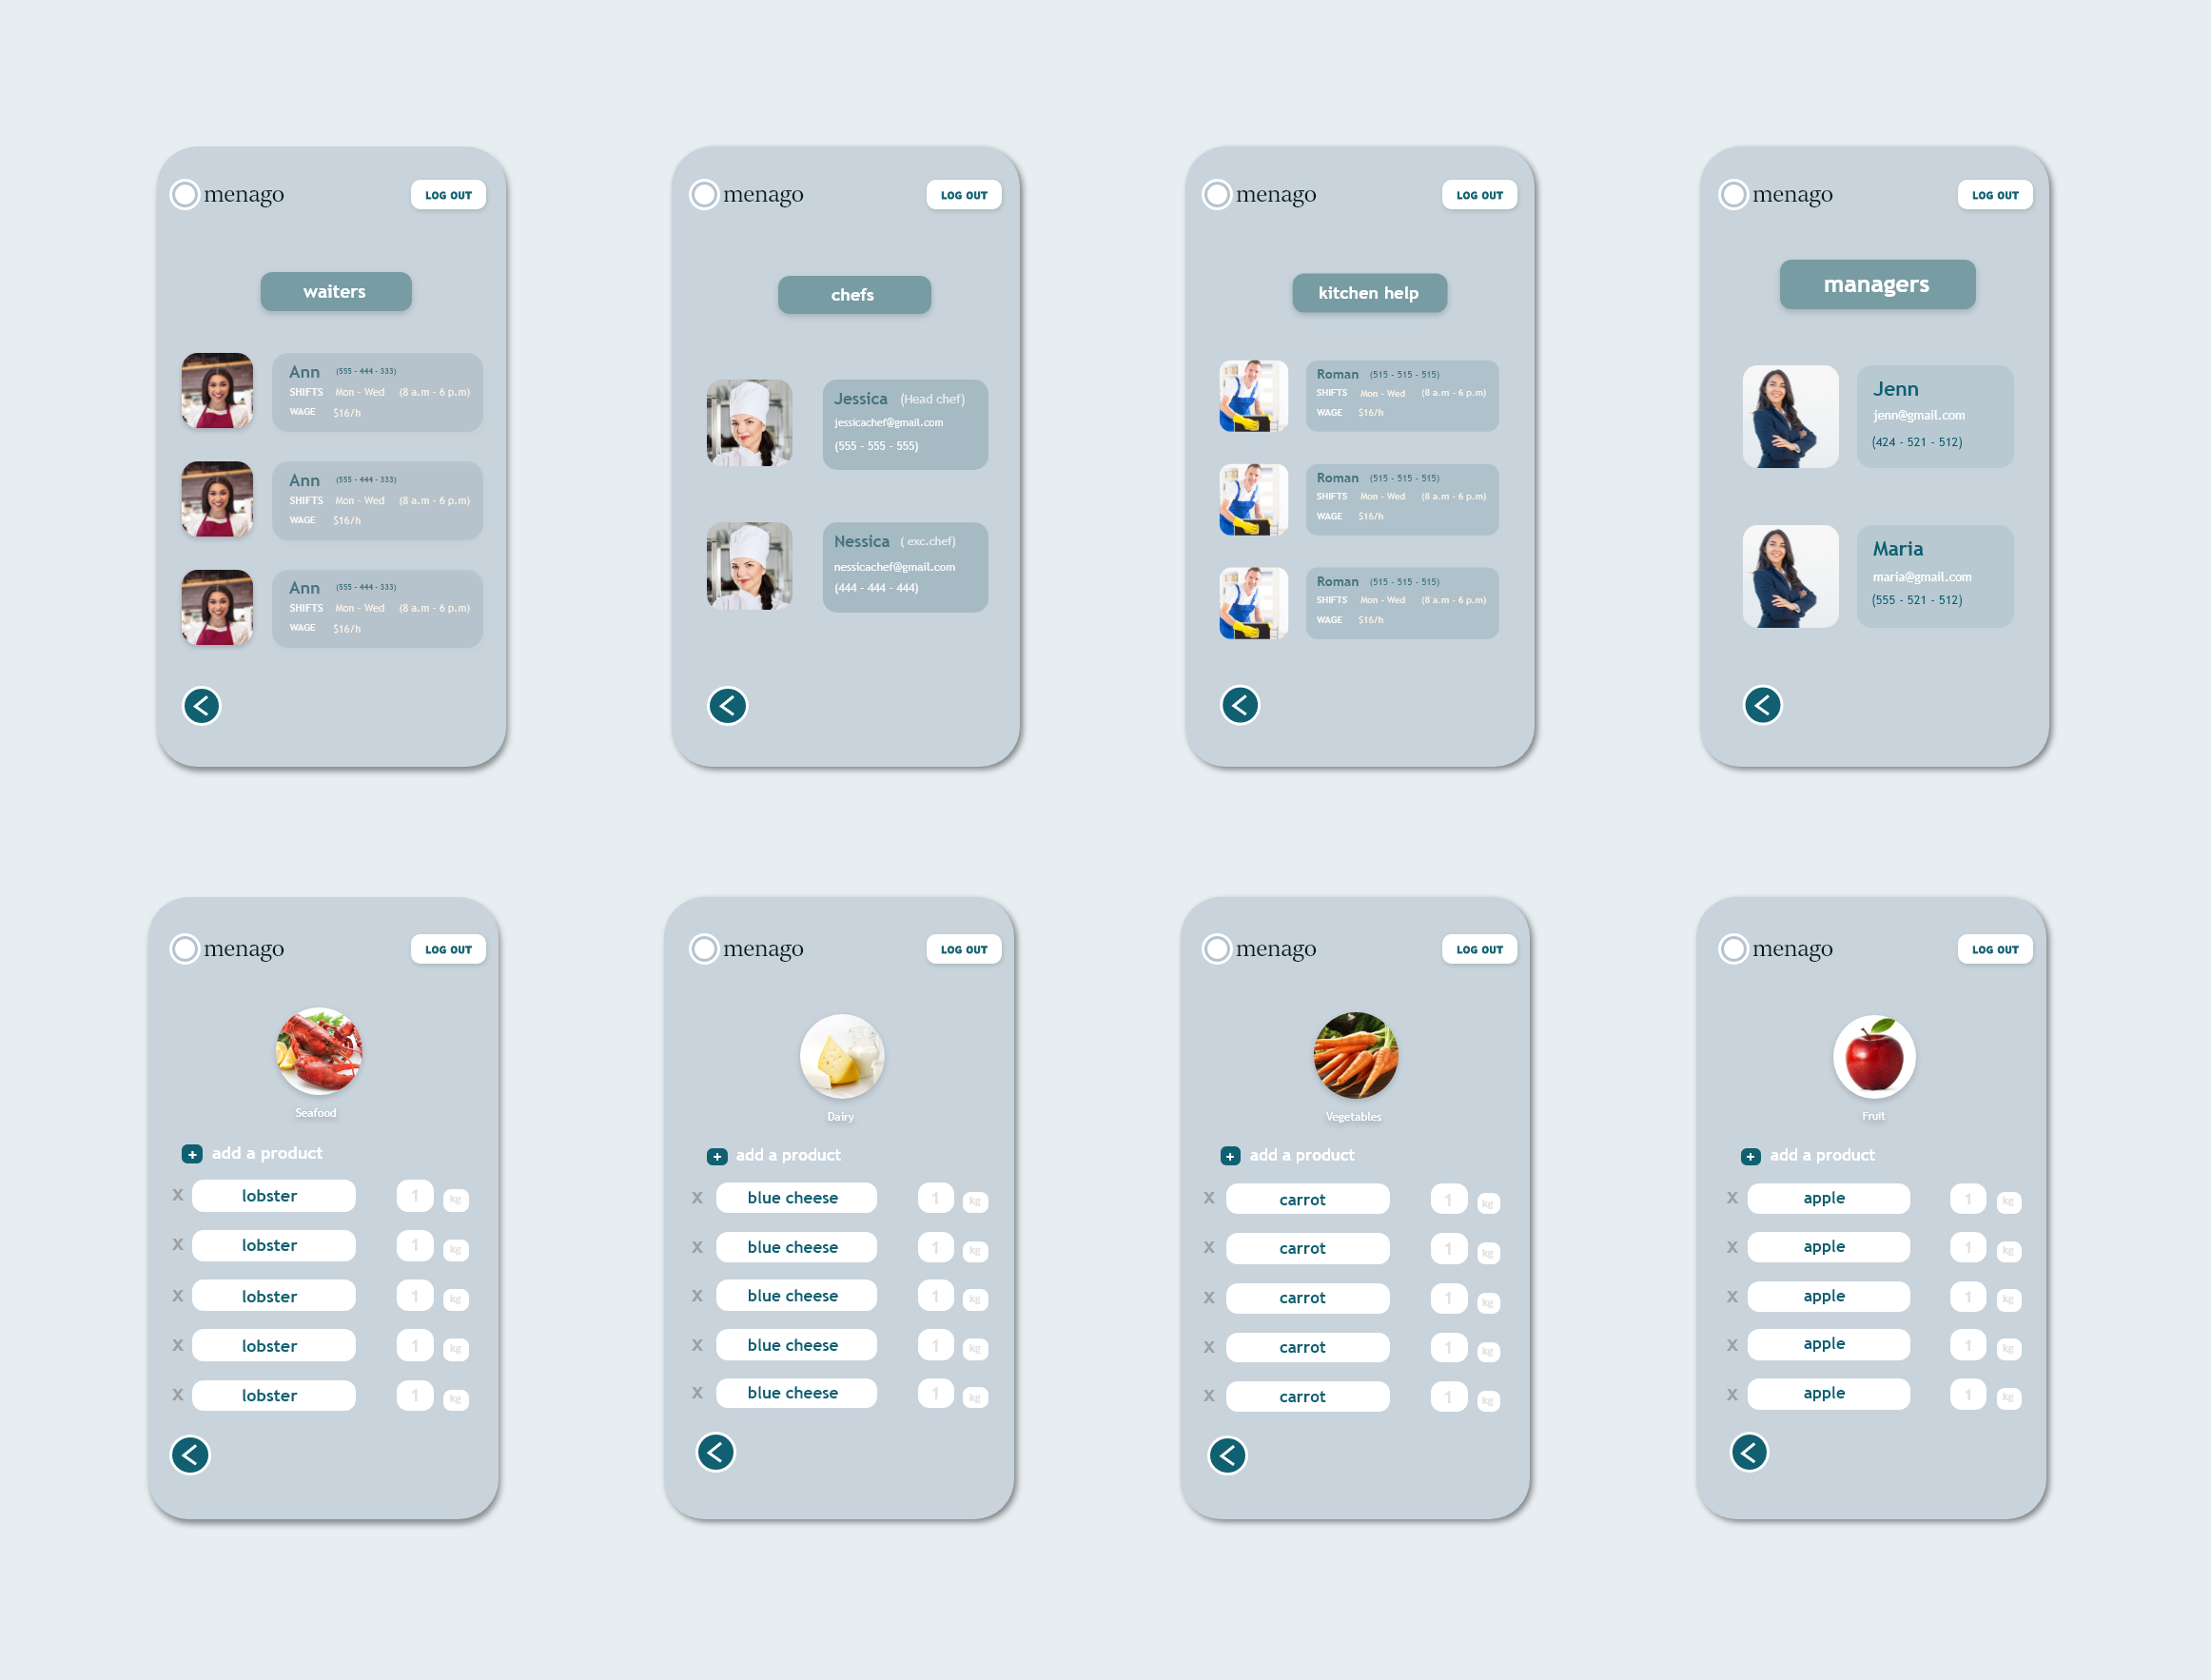 menago
LOG OUT
waiters
Ann (555 - 444 - 333)
SHIFTS Mon - Wed (8 a.m - 6 p.m)
WAGE $16/h
Ann (555 - 444 - 333)
SHIFTS Mon - Wed (8 a.m - 6 p.m)
WAGE $16/h
Ann (555 - 444 - 333)
SHIFTS Mon - Wed (8 a.m - 6 p.m)
WAGE $16/h
menago
LOG OUT
chefs
Jessica (Head chef)
jessicachef@gmail.com
(555 - 555 - 555)
Nessica ( exc.chef)
nessicachef@gmail.com
(444 - 444 - 444)
menago
LOG OUT
kitchen help
Roman (515 - 515 - 515)
SHIFTS Mon - Wed (8 a.m - 6 p.m)
WAGE $16/h
Roman (515 - 515 - 515)
SHIFTS Mon - Wed (8 a.m - 6 p.m)
WAGE $16/h
Roman (515 - 515 - 515)
SHIFTS Mon - Wed (8 a.m - 6 p.m)
WAGE $16/h
menago
LOG OUT
managers
Jenn
jenn@gmail.com
(424 - 521 - 512)
Maria
maria@gmail.com
(555 - 521 - 512)
menago
LOG OUT
Seafood
+ add a product
X lobster 1 kg
X lobster 1 kg
X lobster 1 kg
X lobster 1 kg
X lobster 1 kg
menago
LOG OUT
Dairy
+ add a product
X blue cheese 1 kg
X blue cheese 1 kg
X blue cheese 1 kg
X blue cheese 1 kg
X blue cheese 1 kg
menago
LOG OUT
Vegetables
+ add a product
X carrot 1 kg
X carrot 1 kg
X carrot 1 kg
X carrot 1 kg
X carrot 1 kg
menago
LOG OUT
Fruit
+ add a product
X apple 1 kg
X apple 1 kg
X apple 1 kg
X apple 1 kg
X apple 1 kg